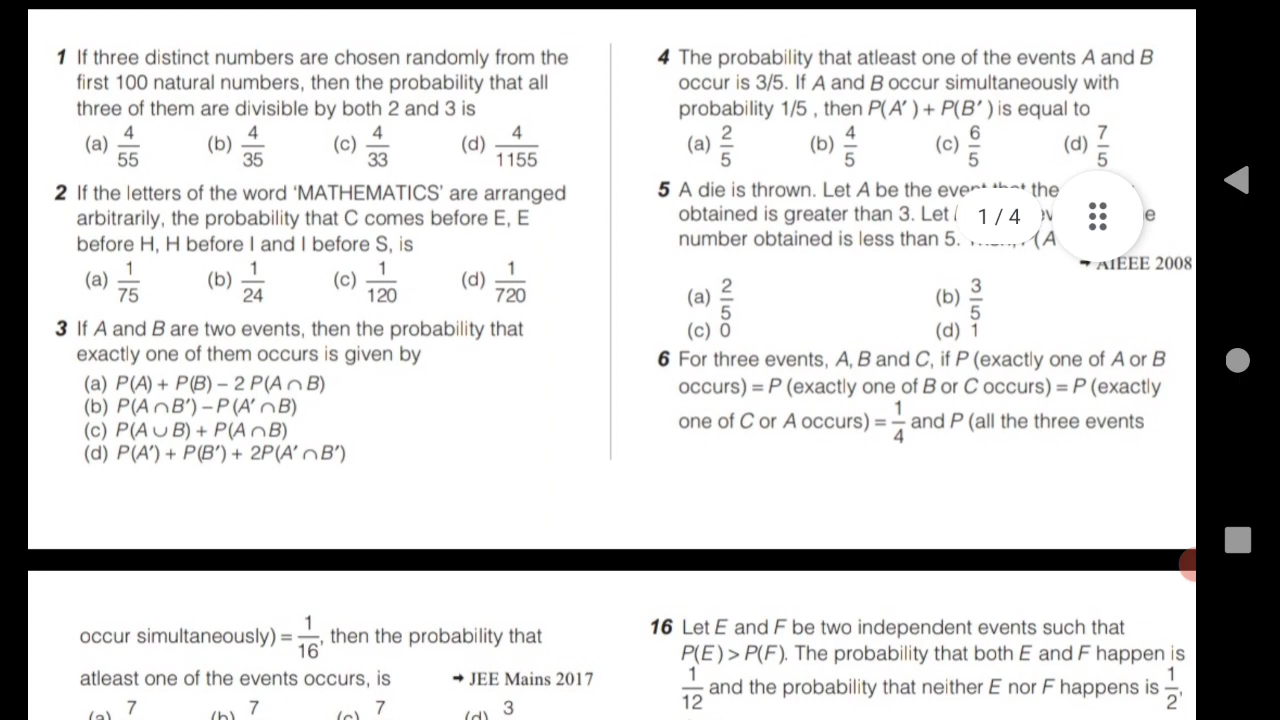 1 If three distinct numbers are chosen randomly from the
first 100 natural numbers, then the probability that all
three of them are divisible by both 2 and 3 is
(a) 4/55 (b) 4/35 (c) 4/33 (d) 4/1155
2 If the letters of the word ‘MATHEMATICS’ are arranged
arbitrarily, the probability that C comes before E, E
before H, H before I and I before S, is
(a) 1/75 (b) 1/24 (c) 1/120 (d) 1/720
3 If A and B are two events, then the probability that
exactly one of them occurs is given by
(a) P(A) + P(B) – 2 P(A ∩ B)
(b) P(A ∩ B′) – P(A′ ∩ B)
(c) P(A ∪ B) + P(A ∩ B)
(d) P(A′) + P(B′) + 2P(A′ ∩ B′)
4 The probability that atleast one of the events A and B
occur is 3/5. If A and B occur simultaneously with
probability 1/5 , then P(A′ ) + P(B′ ) is equal to
(a) 2/5 (b) 4/5 (c) 6/5 (d) 7/5
5 A die is thrown. Let A be the event that the
obtained is greater than 3. Let
number obtained is less than 5.
1 / 4
→ AIEEE 2008
(a) 2/5 (b) 3/5
(c) 0 (d) 1
6 For three events, A, B and C, if P (exactly one of A or B
occurs) = P (exactly one of B or C occurs) = P (exactly
one of C or A occurs) = 1/4 and P (all the three events
occur simultaneously) = 1/16, then the probability that
atleast one of the events occurs, is → JEE Mains 2017
(a) 7 (b) 7 (c) 7 (d) 3
16 Let E and F be two independent events such that
P(E) > P(F). The probability that both E and F happen is
1/12 and the probability that neither E nor F happens is 1/2,